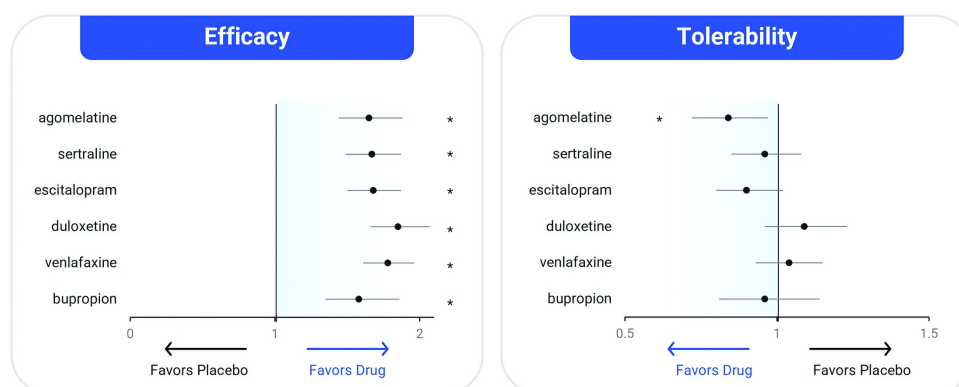 Efficacy
agomelatine *
sertraline *
escitalopram *
duloxetine *
venlafaxine *
bupropion *
0 1 2
Favors Placebo Favors Drug
Tolerability
agomelatine *
sertraline
escitalopram
duloxetine
venlafaxine
bupropion
0.5 1 1.5
Favors Drug Favors Placebo